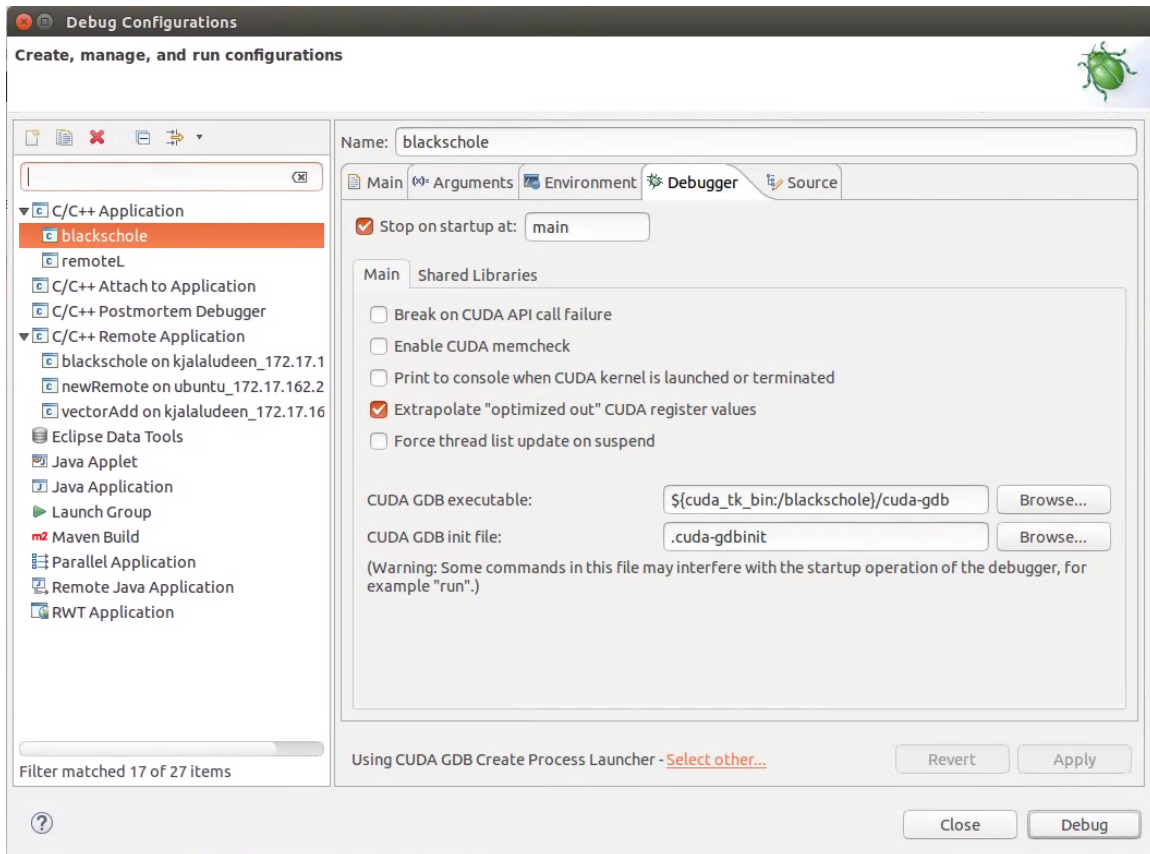 Debug Configurations
Create, manage, and run configurations
Name: blackschole
Main (x)= Arguments Environment Debugger Source
C/C++ Application
blackschole
remoteL
C/C++ Attach to Application
C/C++ Postmortem Debugger
C/C++ Remote Application
blackschole on kjalaludeen_172.17.1
newRemote on ubuntu_172.17.162.2
vectorAdd on kjalaludeen_172.17.16
Eclipse Data Tools
Java Applet
Java Application
Launch Group
m2 Maven Build
Parallel Application
Remote Java Application
RWT Application
Filter matched 17 of 27 items
Stop on startup at: main
Main Shared Libraries
Break on CUDA API call failure
Enable CUDA memcheck
Print to console when CUDA kernel is launched or terminated
Extrapolate "optimized out" CUDA register values
Force thread list update on suspend
CUDA GDB executable: ${cuda_tk_bin:/blackschole}/cuda-gdb Browse...
CUDA GDB init file: .cuda-gdbinit Browse...
(Warning: Some commands in this file may interfere with the startup operation of the debugger, for
example "run".)
Using CUDA GDB Create Process Launcher - Select other... Revert Apply
? Close Debug